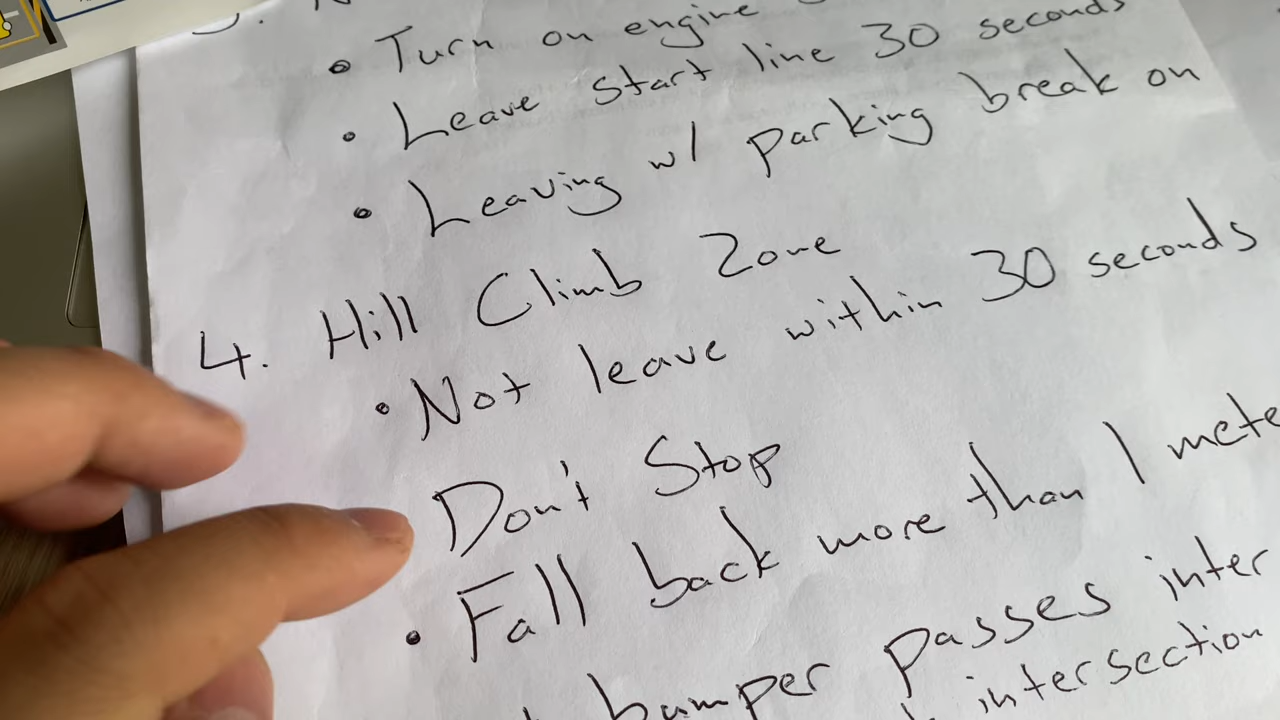 • Turn on engine
• Leave start line 30 seconds
• Leaving w/ parking break on
4. Hill Climb Zone
• Not leave within 30 seconds
Don't Stop
• Fall back more than 1 mete
bumper passes inter
intersection